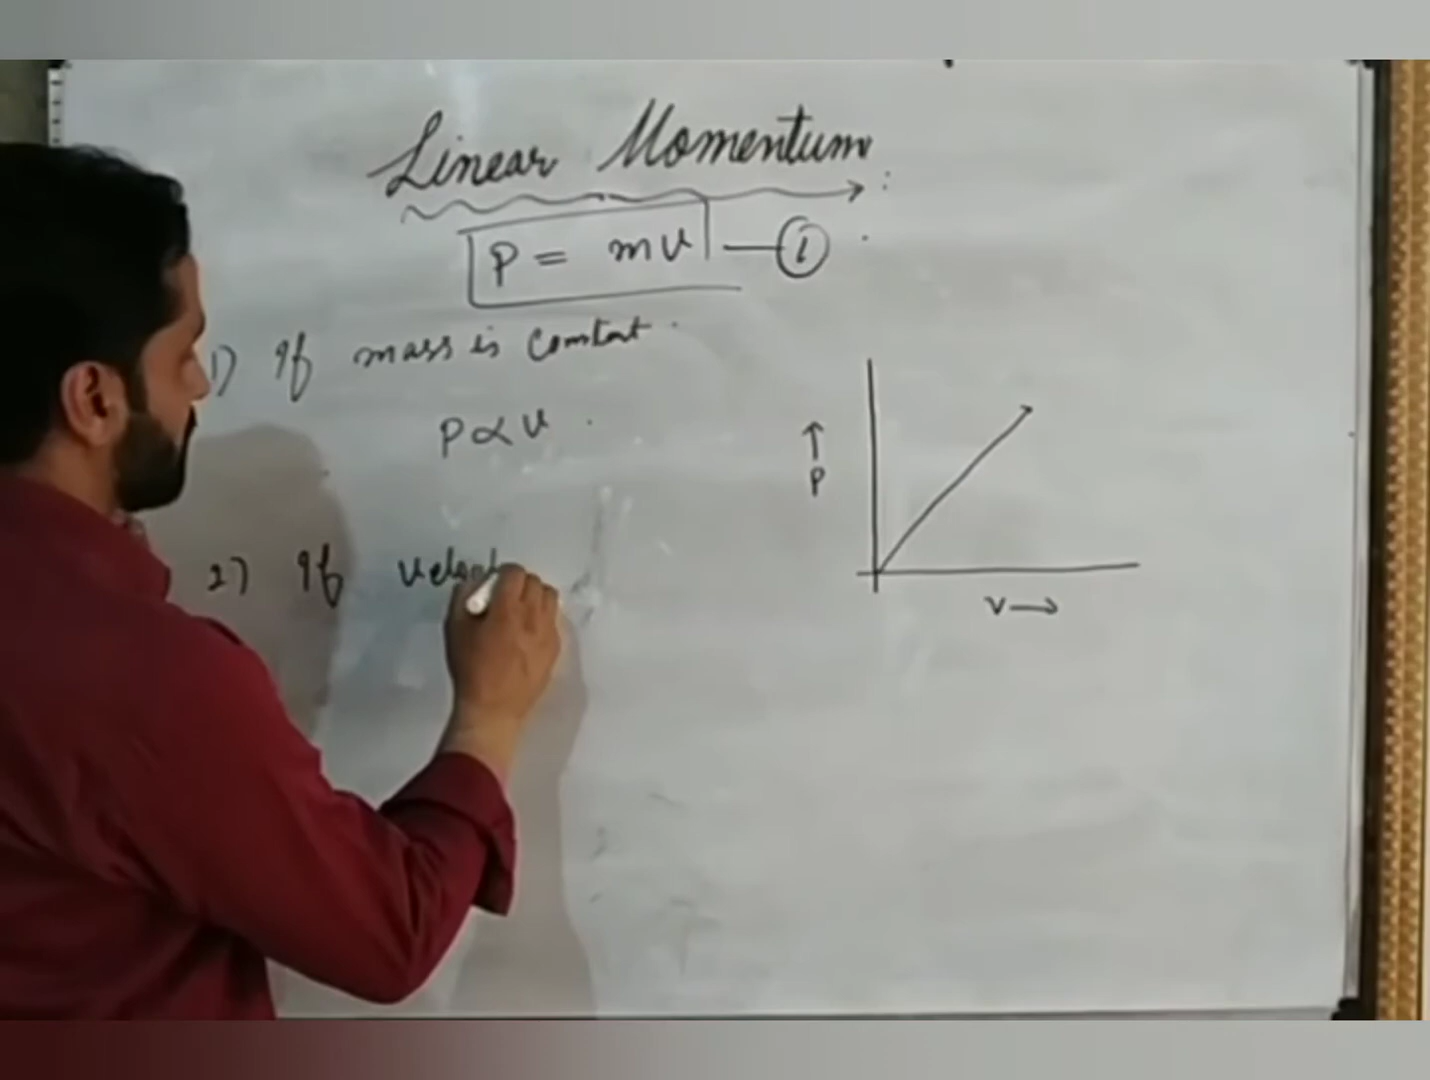 Linear Momentum :
P = mv — 1
1) If mass is constant.
P ∝ v .
↑
P
v →
2) If